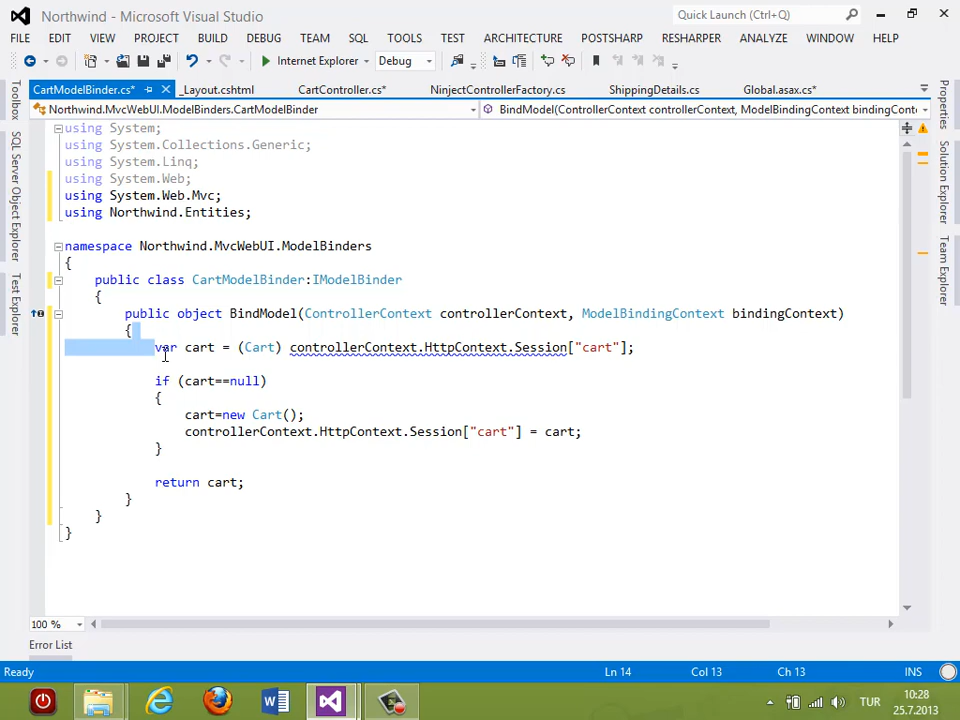 Northwind - Microsoft Visual Studio
Quick Launch (Ctrl+Q)
FILE EDIT VIEW PROJECT BUILD DEBUG TEAM SQL TOOLS TEST ARCHITECTURE POSTSHARP RESHARPER ANALYZE WINDOW HELP
Internet Explorer Debug
CartModelBinder.cs* _Layout.cshtml CartController.cs* NinjectControllerFactory.cs ShippingDetails.cs Global.asax.cs*
Northwind.MvcWebUI.ModelBinders.CartModelBinder BindModel(ControllerContext controllerContext, ModelBindingContext bindingCont
Toolbox
SQL Server Object Explorer
Test Explorer
using System;
using System.Collections.Generic;
using System.Linq;
using System.Web;
using System.Web.Mvc;
using Northwind.Entities;
namespace Northwind.MvcWebUI.ModelBinders
{
public class CartModelBinder:IModelBinder
{
public object BindModel(ControllerContext controllerContext, ModelBindingContext bindingContext)
{
var cart = (Cart) controllerContext.HttpContext.Session["cart"];
if (cart==null)
{
cart=new Cart();
controllerContext.HttpContext.Session["cart"] = cart;
}
return cart;
}
}
}
Properties
Solution Explorer
Team Explorer
100 %
Error List
Ready Ln 14 Col 13 Ch 13 INS
TUR 10:28
25.7.2013